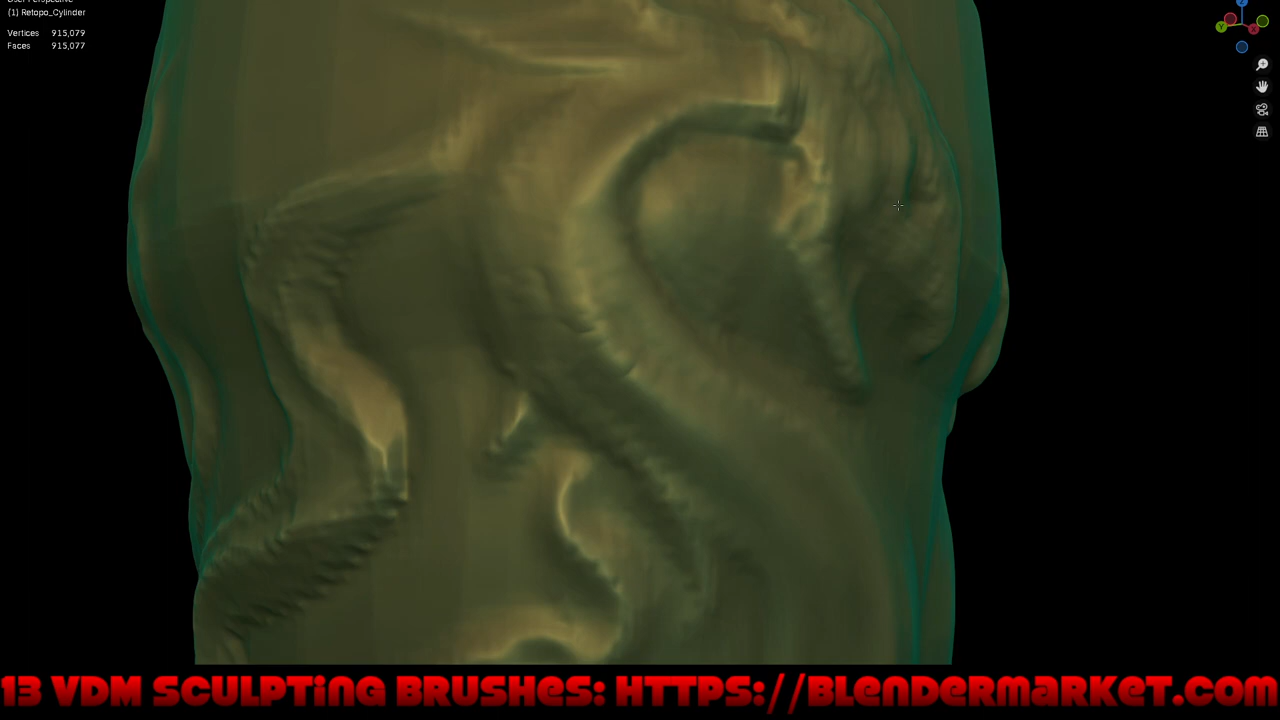 (1) Retopo_Cylinder
Vertices 915,079
Faces 915,077
13 VDM SCULPTING BRUSHES: HTTPS://BLENDERMARKET.COM